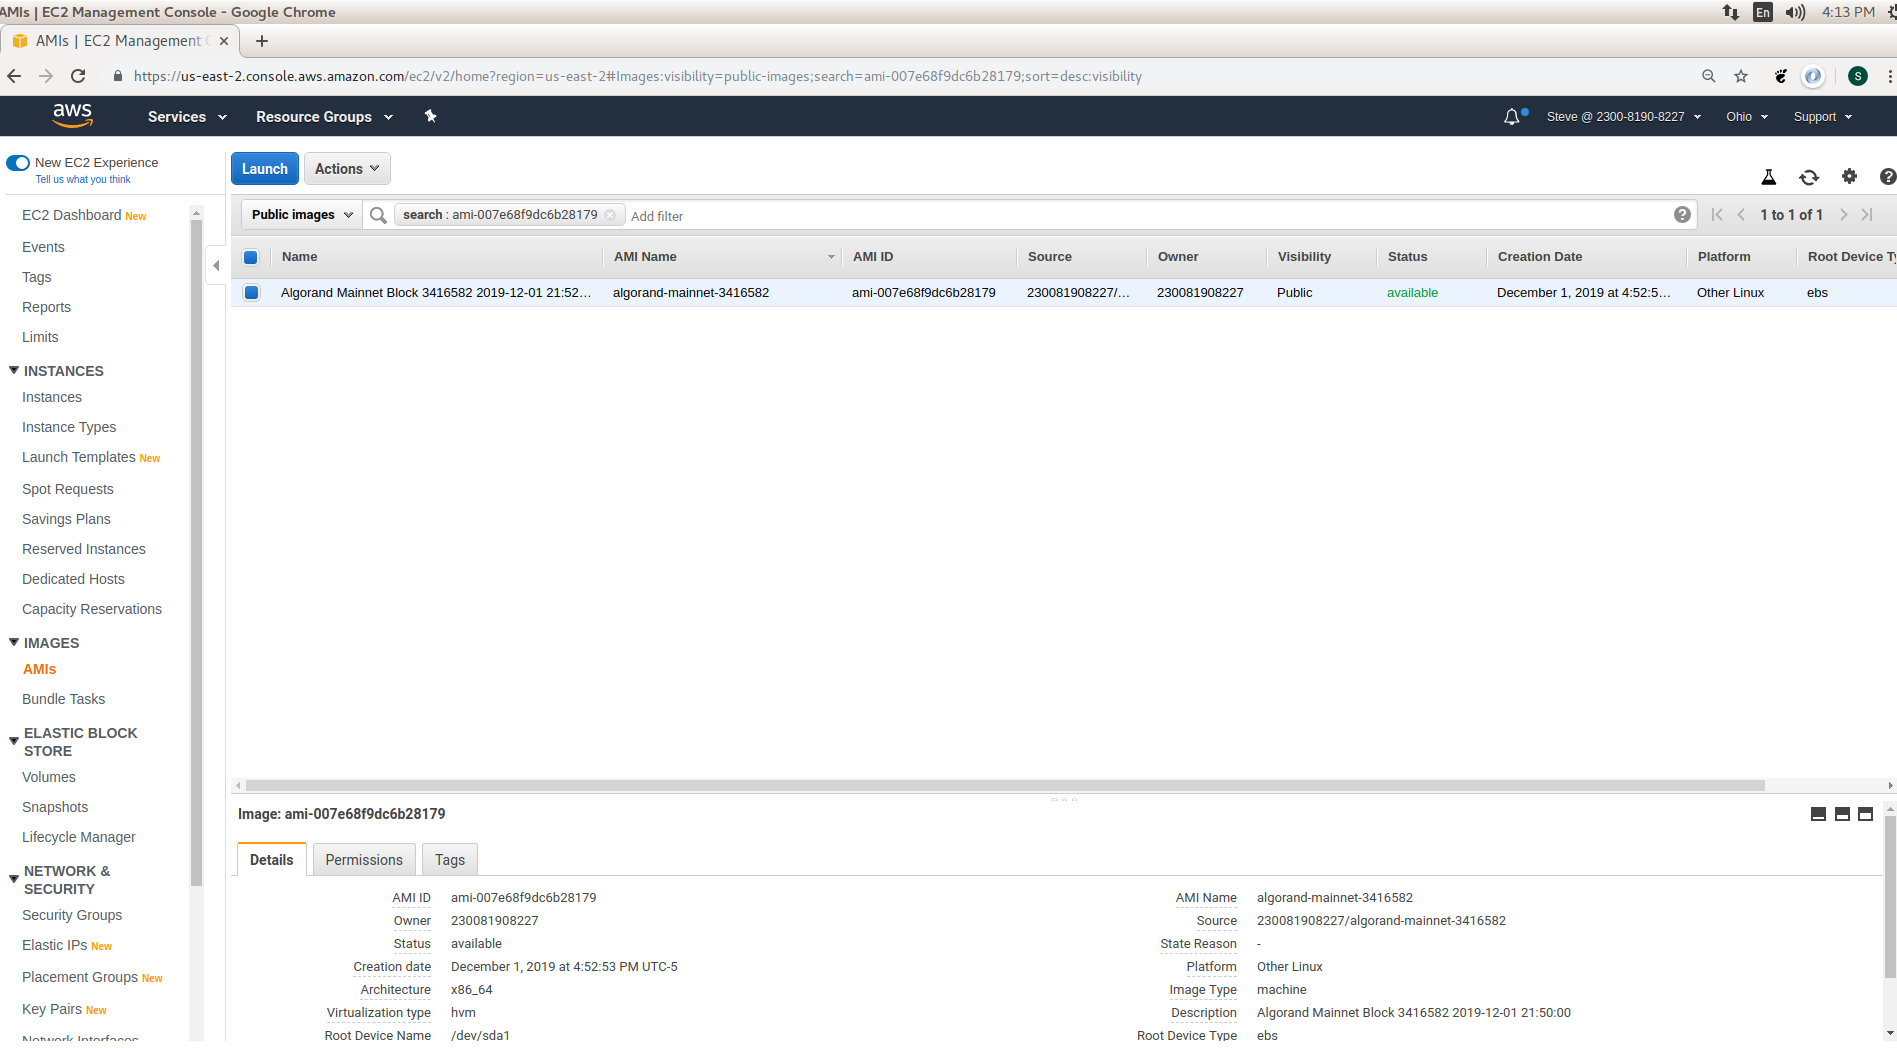 AMIs | EC2 Management Console - Google Chrome
En
4:13 PM
AMIs | EC2 Management C
https://us-east-2.console.aws.amazon.com/ec2/v2/home?region=us-east-2#Images:visibility=public-images;search=ami-007e68f9dc6b28179;sort=desc:visibility
S
aws
Services
Resource Groups
Steve @ 2300-8190-8227
Ohio
Support
New EC2 Experience
Tell us what you think
EC2 Dashboard New
Events
Tags
Reports
Limits
INSTANCES
Instances
Instance Types
Launch Templates New
Spot Requests
Savings Plans
Reserved Instances
Dedicated Hosts
Capacity Reservations
IMAGES
AMIs
Bundle Tasks
ELASTIC BLOCK
STORE
Volumes
Snapshots
Lifecycle Manager
NETWORK &
SECURITY
Security Groups
Elastic IPs New
Placement Groups New
Key Pairs New
Network Interfaces
Launch
Actions
Public images
search : ami-007e68f9dc6b28179
Add filter
1 to 1 of 1
Name AMI Name AMI ID Source Owner Visibility Status Creation Date Platform Root Device Ty
Algorand Mainnet Block 3416582 2019-12-01 21:52... algorand-mainnet-3416582 ami-007e68f9dc6b28179 230081908227/... 230081908227 Public available December 1, 2019 at 4:52:5... Other Linux ebs
Image: ami-007e68f9dc6b28179
Details Permissions Tags
AMI ID ami-007e68f9dc6b28179
AMI Name algorand-mainnet-3416582
Owner 230081908227
Source 230081908227/algorand-mainnet-3416582
Status available
State Reason -
Creation date December 1, 2019 at 4:52:53 PM UTC-5
Platform Other Linux
Architecture x86_64
Image Type machine
Virtualization type hvm
Description Algorand Mainnet Block 3416582 2019-12-01 21:50:00
Root Device Name /dev/sda1
Root Device Type ebs